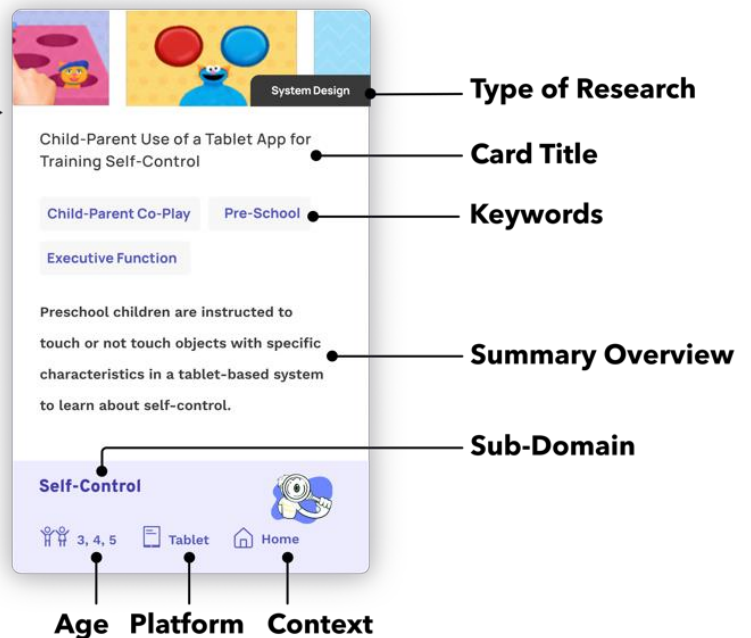 System Design
Type of Research
Child-Parent Use of a Tablet App for
Training Self-Control
Card Title
Child-Parent Co-Play
Pre-School
Keywords
Executive Function
Preschool children are instructed to
touch or not touch objects with specific
characteristics in a tablet-based system
to learn about self-control.
Summary Overview
Sub-Domain
Self-Control
3, 4, 5
Tablet
Home
Age
Platform
Context